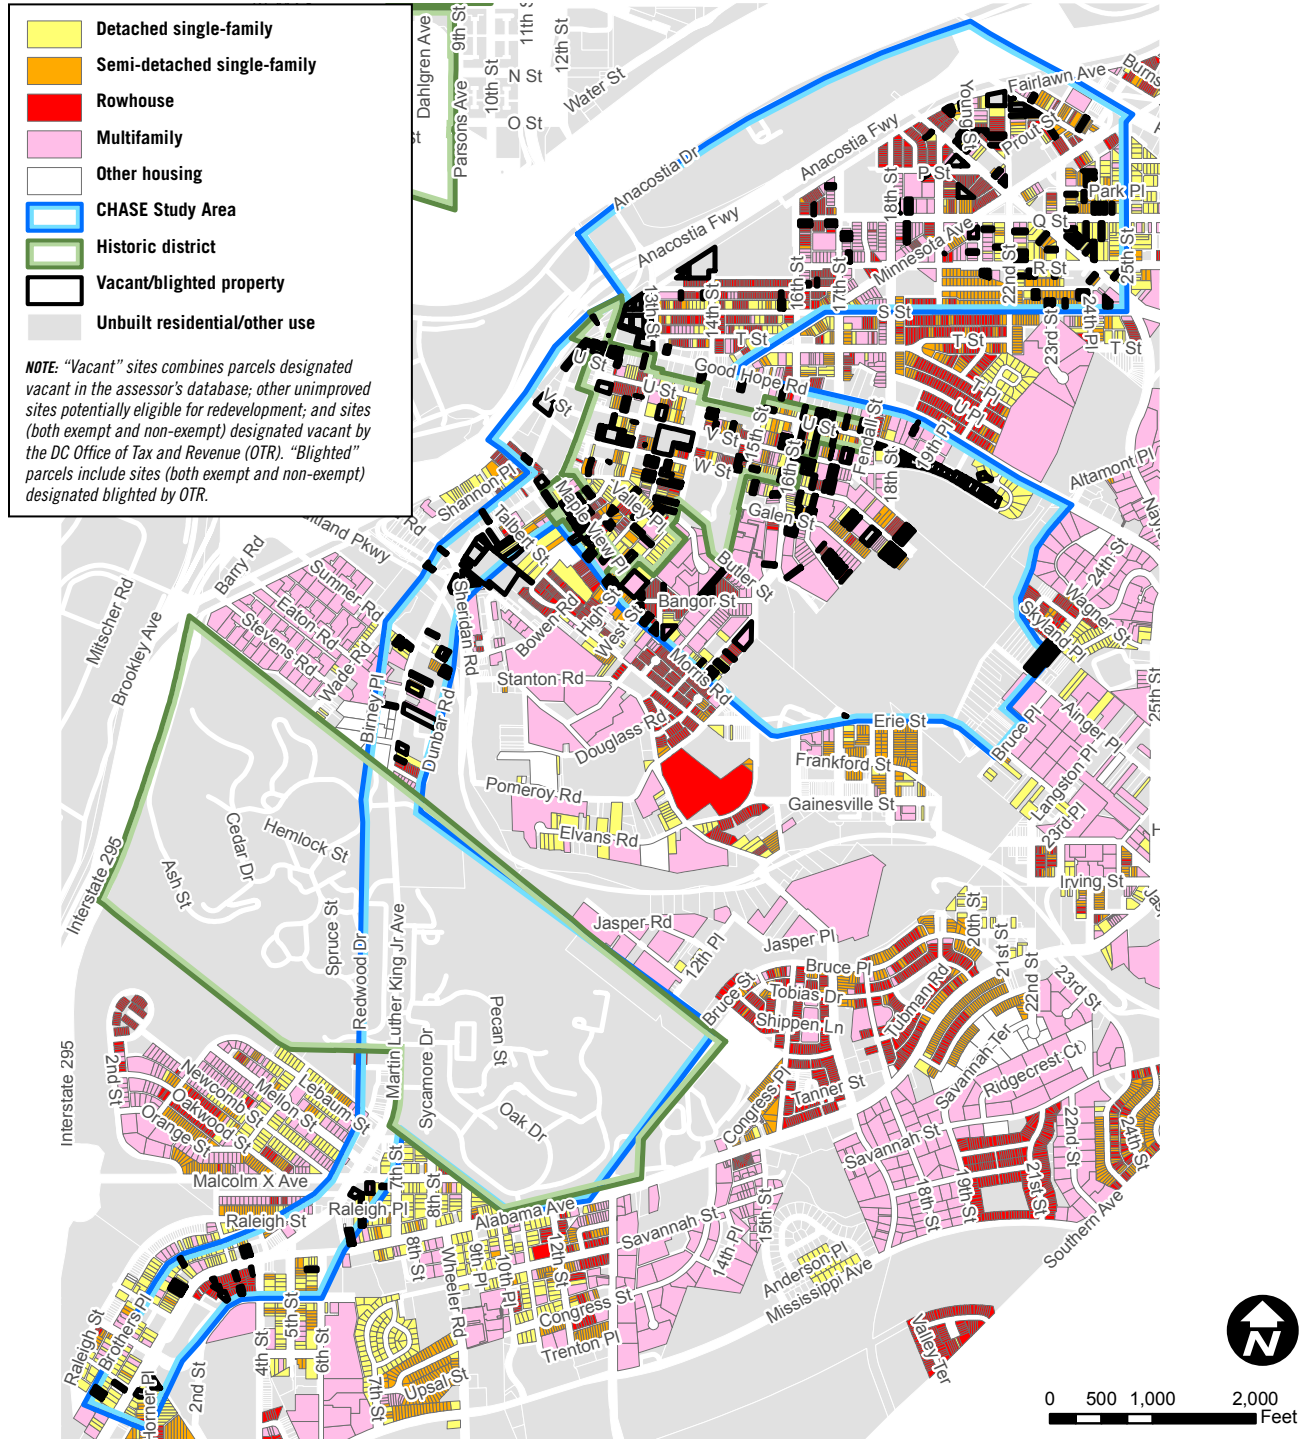 Detached single-family
Semi-detached single-family
Rowhouse
Multifamily
Other housing
CHASE Study Area
Historic district
Vacant/blighted property
Unbuilt residential/other use
NOTE: “Vacant” sites combines parcels designated
vacant in the assessor’s database; other unimproved
sites potentially eligible for redevelopment; and sites
(both exempt and non-exempt) designated vacant by
the DC Office of Tax and Revenue (OTR). “Blighted”
parcels include sites (both exempt and non-exempt)
designated blighted by OTR.
Dahlgren Ave
9th St
Parsons Ave
10th St
11th St
12th St
N St
O St
Water St
Anacostia Dr
Anacostia Fwy
Anacostia Fwy
Fairlawn Ave
Burns
Young St
Prout St
P St
18th St
Park Pl
Q St
Minnesota Ave
R St
22nd St
25th St
16th St
17th St
13th St
14th St
S St
T St
T St
T St
23rd St
24th Pl
T Pl
U Pl
Good Hope Rd
U St
U St
U St
V St
V St
W St
15th St
16th St
Fendall St
18th St
19th Pl
Altamont Pl
Shannon Pl
Talbert St
Maple View Pl
Valley Pl
Galen St
Butler St
Bangor St
24th St
Wagner St
Skyland Pl
Barry Rd
Sumner Rd
Eaton Rd
Stevens Rd
Wade Rd
Mitscher Rd
Brookley Ave
Sheridan Rd
Bowen Rd
High St
West St
Stanton Rd
Morris Rd
Douglass Rd
Birney Pl
Dunbar Rd
Pomeroy Rd
Elvans Rd
Erie St
Frankford St
Gainesville St
Bruce Pl
Ainger Pl
Langston Pl
23rd Pl
25th St
Irving St
Interstate 295
Ash St
Cedar Dr
Hemlock St
Spruce St
Redwood Dr
Martin Luther King Jr Ave
Sycamore Dr
Pecan St
Oak Dr
Jasper Rd
12th Pl
Jasper Pl
Bruce St
Bruce Pl
Tobias Dr
Shippen Ln
Tubman Rd
20th St
21st St
22nd St
23rd St
Savannah Ter
Ridgecrest Ct
Tanner St
Congress Pl
Savannah St
18th St
19th St
21st St
22nd St
24th St
Southern Ave
Interstate 295
2nd St
Newcomb St
Mellon St
Lebaum St
Oakwood St
Orange St
Malcolm X Ave
Raleigh St
Raleigh Pl
7th St
8th St
Alabama Ave
8th St
Wheeler Rd
9th Pl
10th Pl
12th St
Savannah St
14th Pl
15th St
Congress St
Trenton Pl
Anderson Pl
Mississippi Ave
Valley Ter
Raleigh St
Brothers Pl
Horner Pl
2nd St
4th St
5th St
6th St
7th St
Upsal St
N
0 500 1,000 2,000
Feet